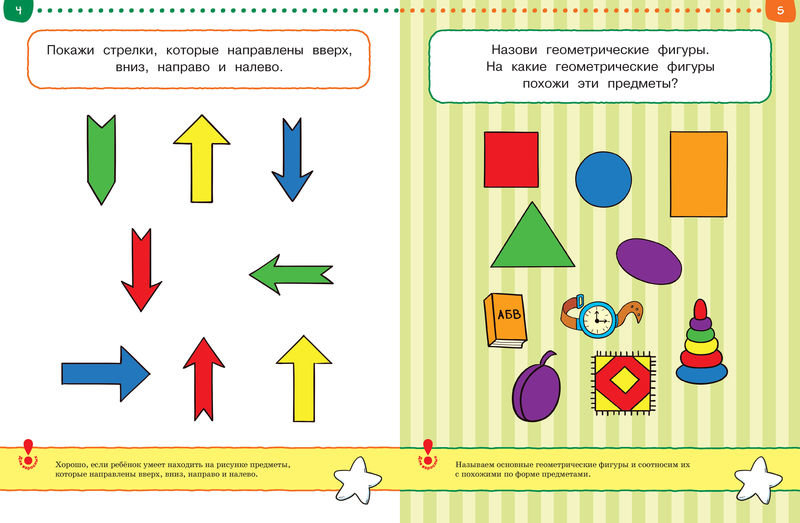 4
Покажи стрелки, которые направлены вверх,
вниз, направо и налево.
Хорошо, если ребёнок умеет находить на рисунке предметы,
которые направлены вверх, вниз, направо и налево.
5
Назови геометрические фигуры.
На какие геометрические фигуры
похожи эти предметы?
АБВ
Называем основные геометрические фигуры и соотносим их
с похожими по форме предметами.